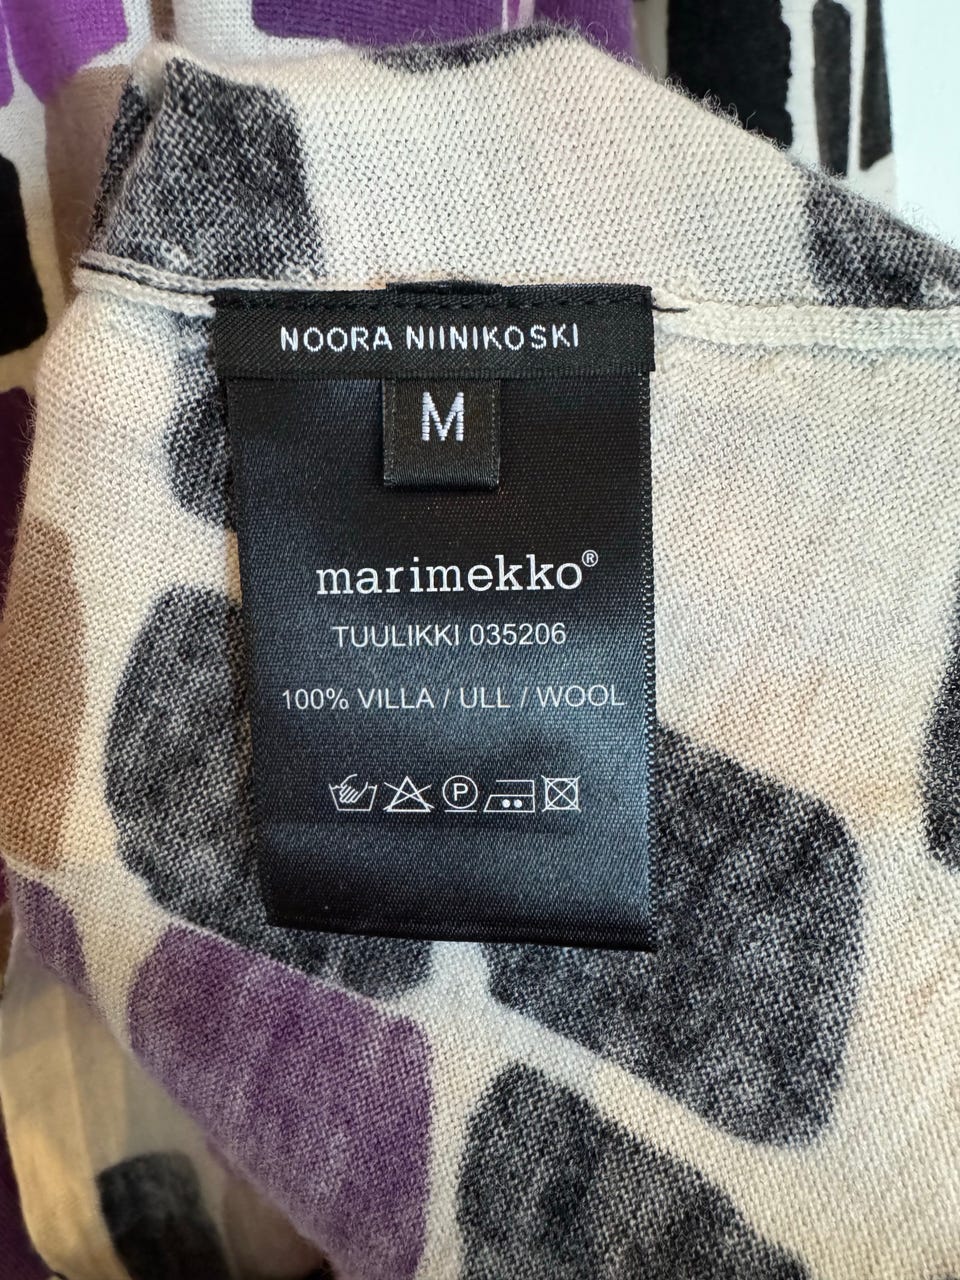 NOORA NIINIKOSKI
M
marimekko®
TUULIKKI 035206
100% VILLA / ULL / WOOL
P